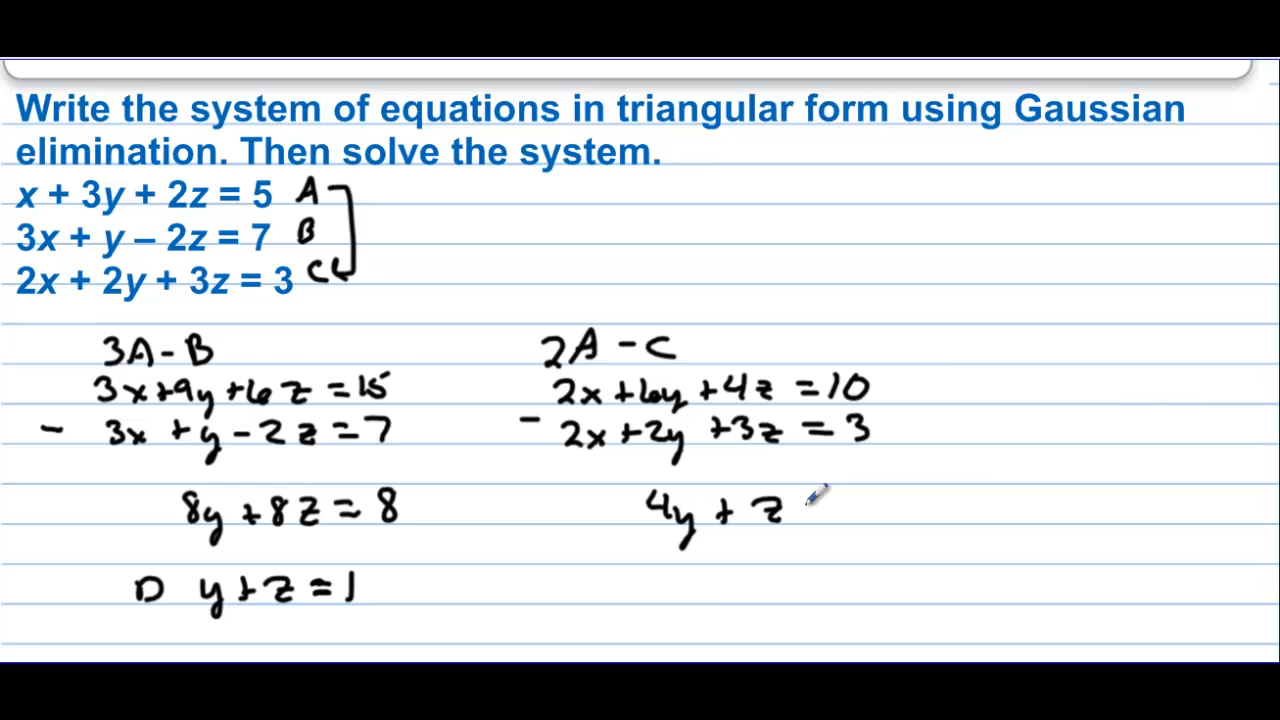 Write the system of equations in triangular form using Gaussian
elimination. Then solve the system.
x + 3y + 2z = 5 A
3x + y – 2z = 7 B
2x + 2y + 3z = 3 C
3A - B 2A - C
3x + 9y + 6z = 15 2x + 6y + 4z = 10
- 3x + y - 2z = 7 - 2x + 2y + 3z = 3
8y + 8z = 8 4y + z
D y + z = 1